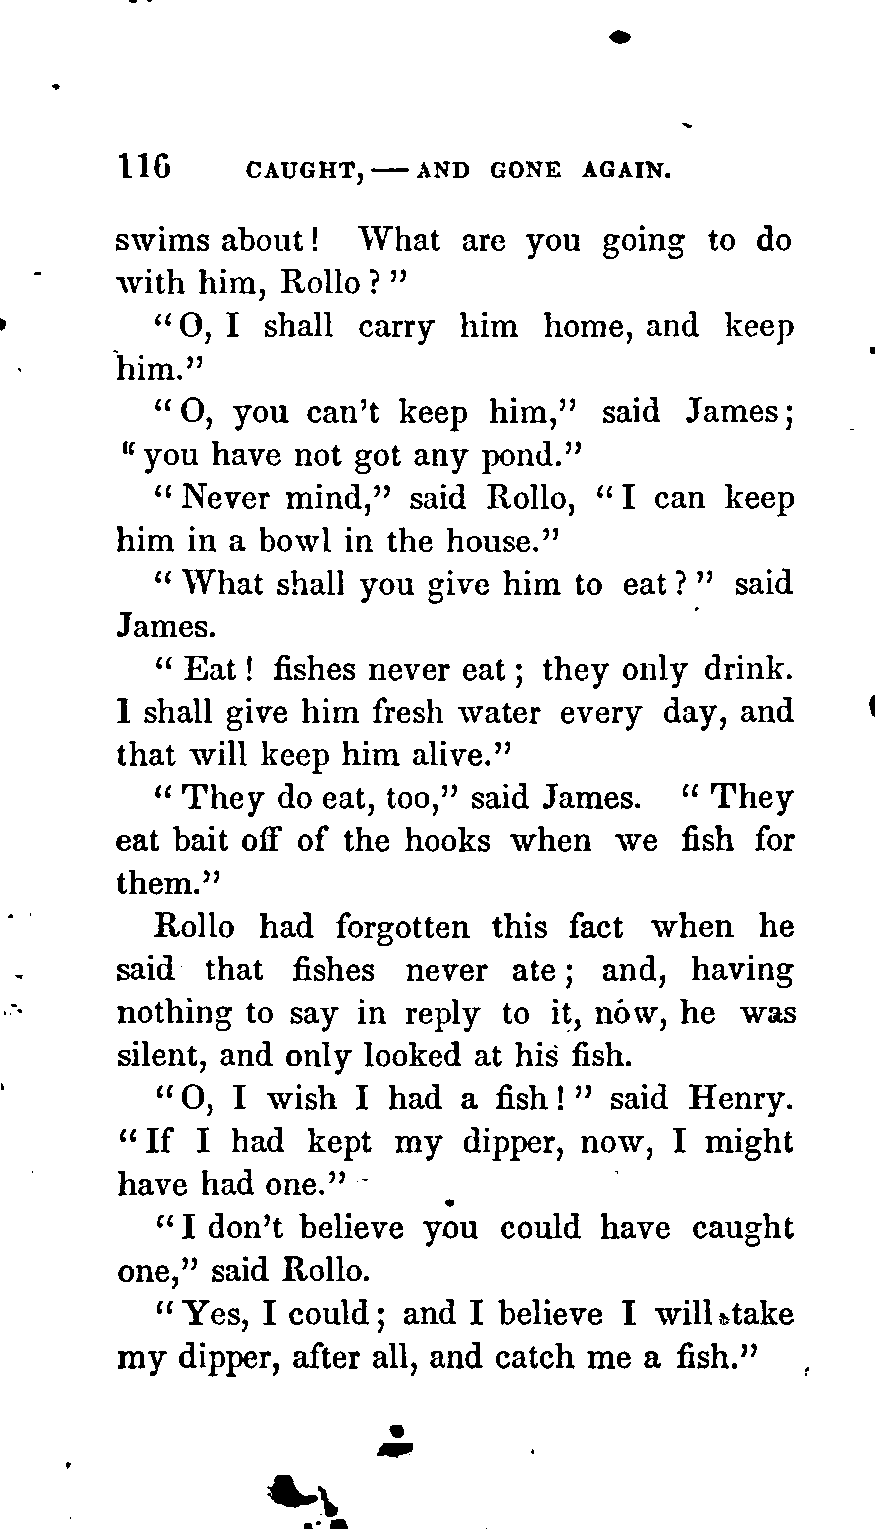 116 CAUGHT,—AND GONE AGAIN.
swims about! What are you going to do
with him, Rollo?"
"O, I shall carry him home, and keep
him."
"O, you can't keep him," said James;
"you have not got any pond."
"Never mind," said Rollo, "I can keep
him in a bowl in the house."
"What shall you give him to eat?" said
James.
"Eat! fishes never eat; they only drink.
I shall give him fresh water every day, and
that will keep him alive."
"They do eat, too," said James. "They
eat bait off of the hooks when we fish for
them."
Rollo had forgotten this fact when he
said that fishes never ate; and, having
nothing to say in reply to it, now, he was
silent, and only looked at his fish.
"O, I wish I had a fish!" said Henry.
"If I had kept my dipper, now, I might
have had one."
"I don't believe you could have caught
one," said Rollo.
"Yes, I could; and I believe I will take
my dipper, after all, and catch me a fish."